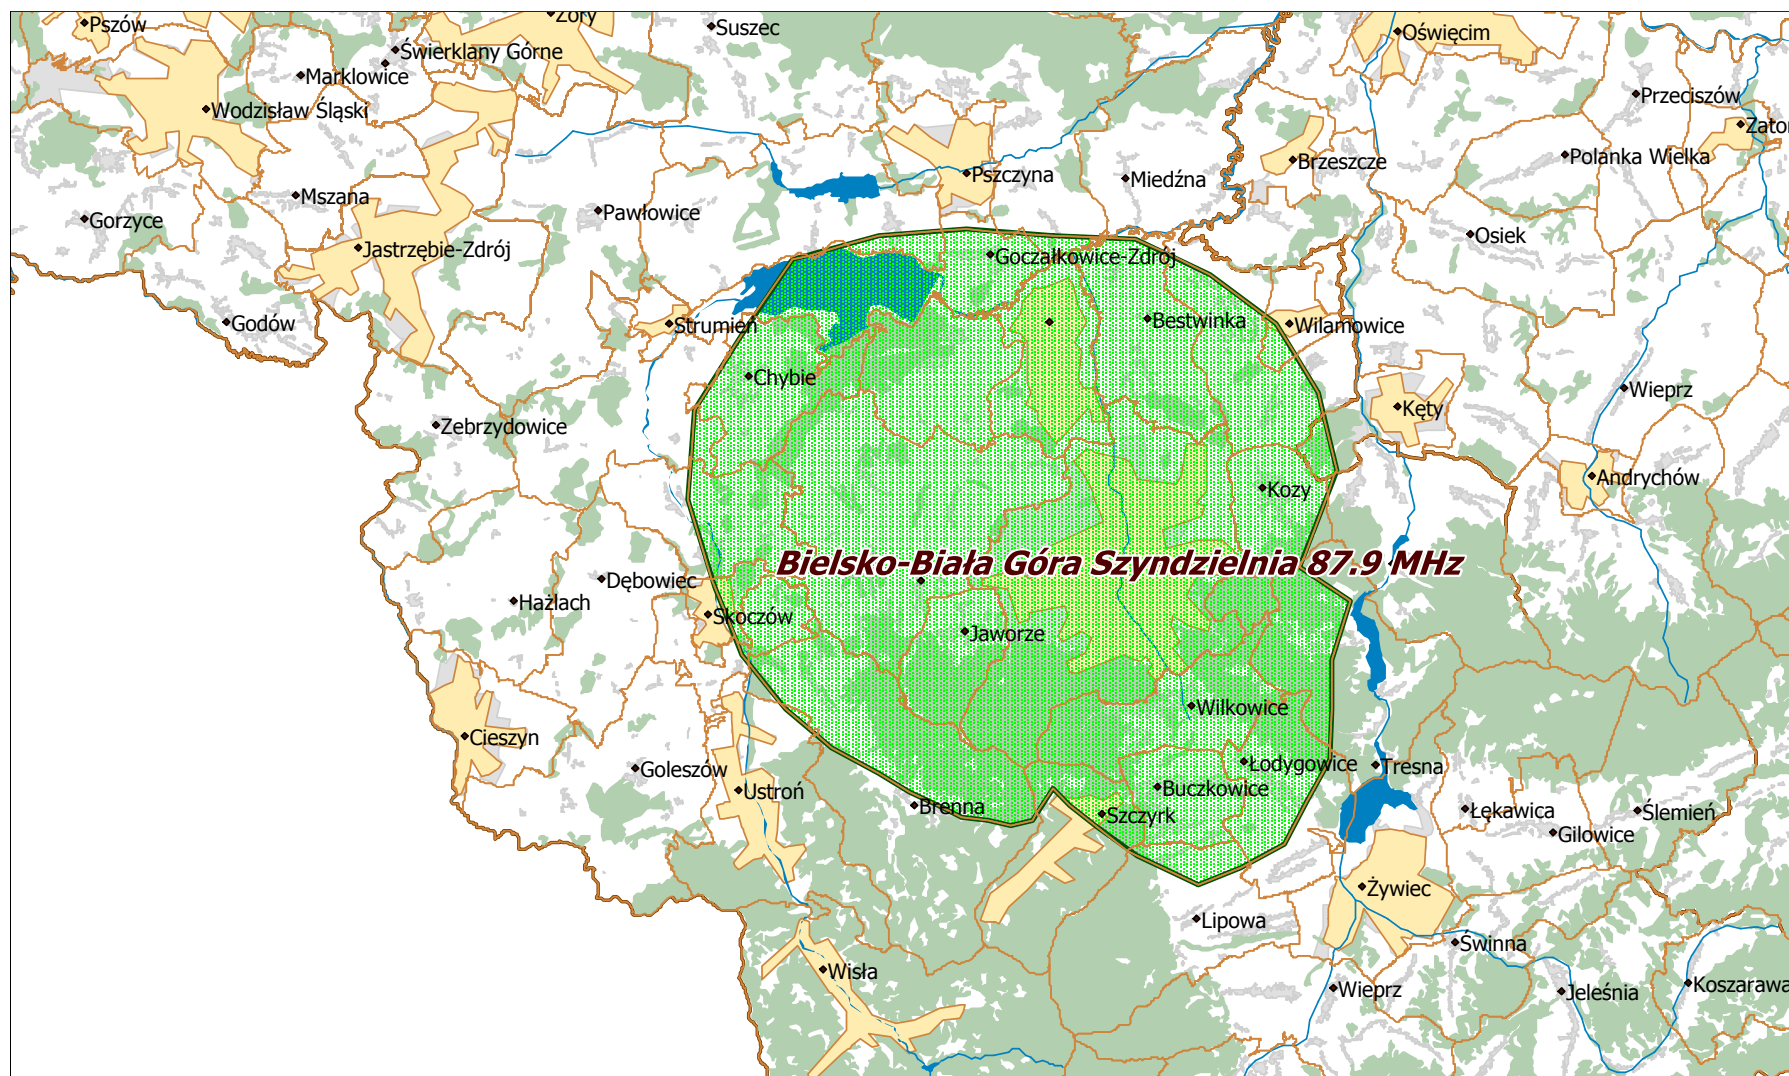 Pszów
Żory
Suszec
Oświęcim
Świerklany Górne
Marklowice
Wodzisław Śląski
Przeciszów
Zator
Brzeszcze
Polanka Wielka
Pszczyna
Miedźna
Mszana
Gorzyce
Pawłowice
Osiek
Jastrzębie-Zdrój
Goczałkowice-Zdrój
Godów
Strumień
Bestwinka
Wilamowice
Chybie
Wieprz
Kęty
Zebrzydowice
Andrychów
Kozy
Bielsko-Biała Góra Szyndzielnia 87.9 MHz
Dębowiec
Hażlach
Skoczów
Jaworze
Wilkowice
Cieszyn
Goleszów
Łodygowice
Tresna
Ustroń
Buczkowice
Brenna
Szczyrk
Łękawica
Ślemień
Gilowice
Żywiec
Lipowa
Świnna
Wisła
Wieprz
Jeleśnia
Koszarawa